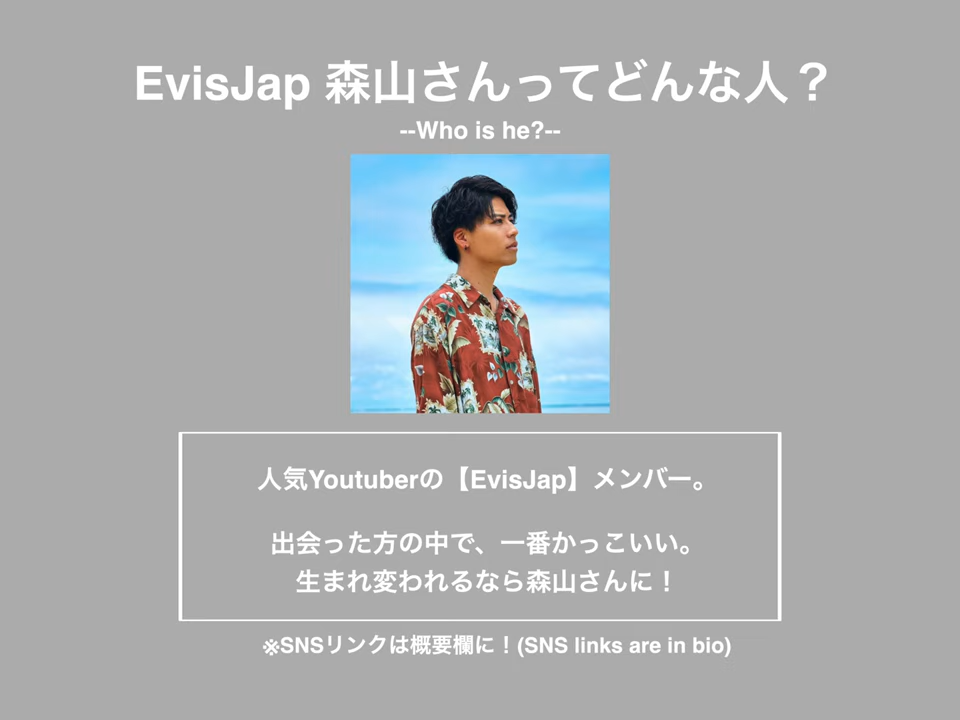 EvisJap 森山さんってどんな人？
--Who is he?--
人気Youtuberの【EvisJap】メンバー。
出会った方の中で、一番かっこいい。
生まれ変われるなら森山さんに！
※SNSリンクは概要欄に！(SNS links are in bio)